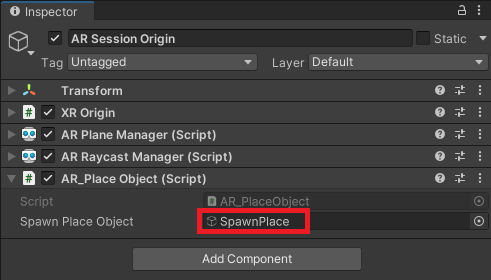 Inspector
AR Session Origin Static
Tag Untagged Layer Default
Transform
XR Origin
AR Plane Manager (Script)
AR Raycast Manager (Script)
AR_Place Object (Script)
Script AR_PlaceObject
Spawn Place Object SpawnPlace
Add Component